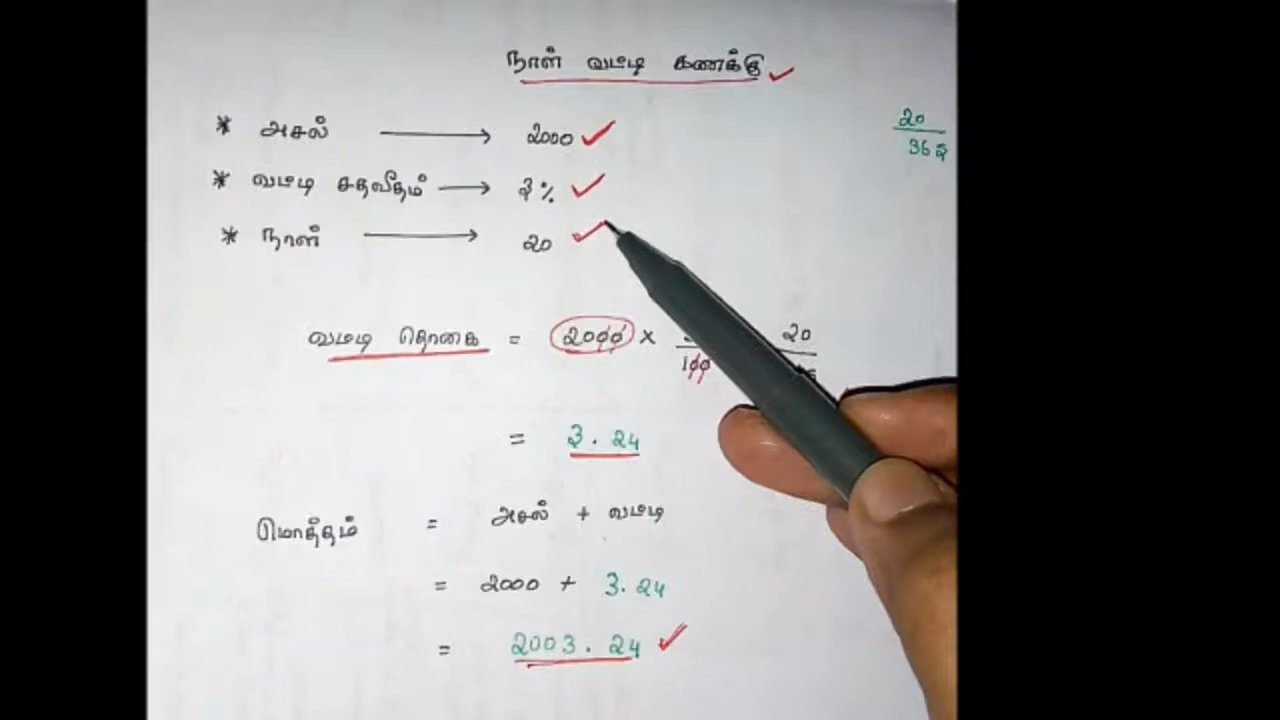 நாள் வட்டி கணக்கு
* அசல் → 2000 ✓
* வட்டி சதவீதம் → 3% ✓
* நாள் → 20 ✓
20
365
வட்டி தொகை = 2000 × 20
100
= 3.24
மொத்தம் = அசல் + வட்டி
= 2000 + 3.24
= 2003.24 ✓